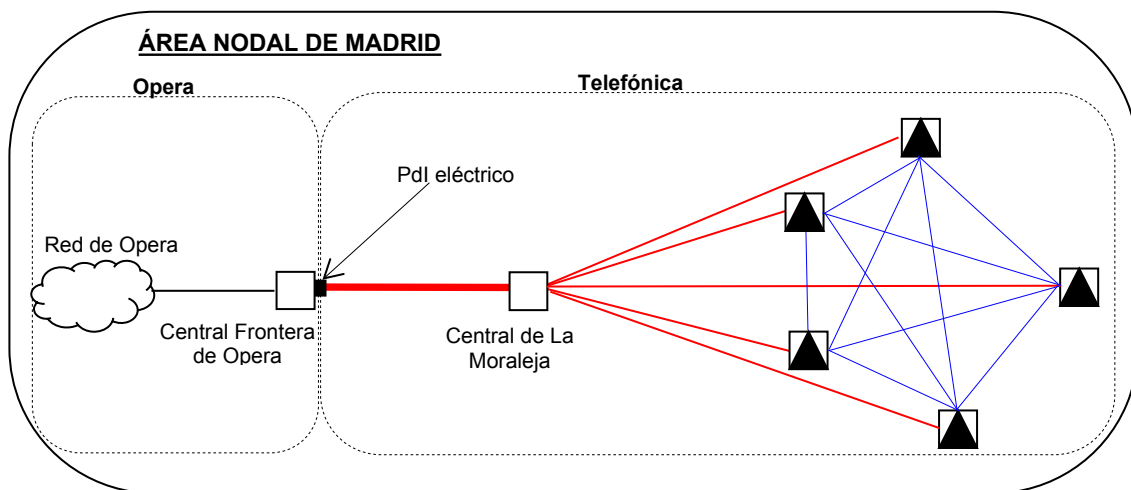 ÁREA NODAL DE MADRID
Opera
Telefónica
PdI eléctrico
Red de Opera
Central Frontera
de Opera
Central de La
Moraleja